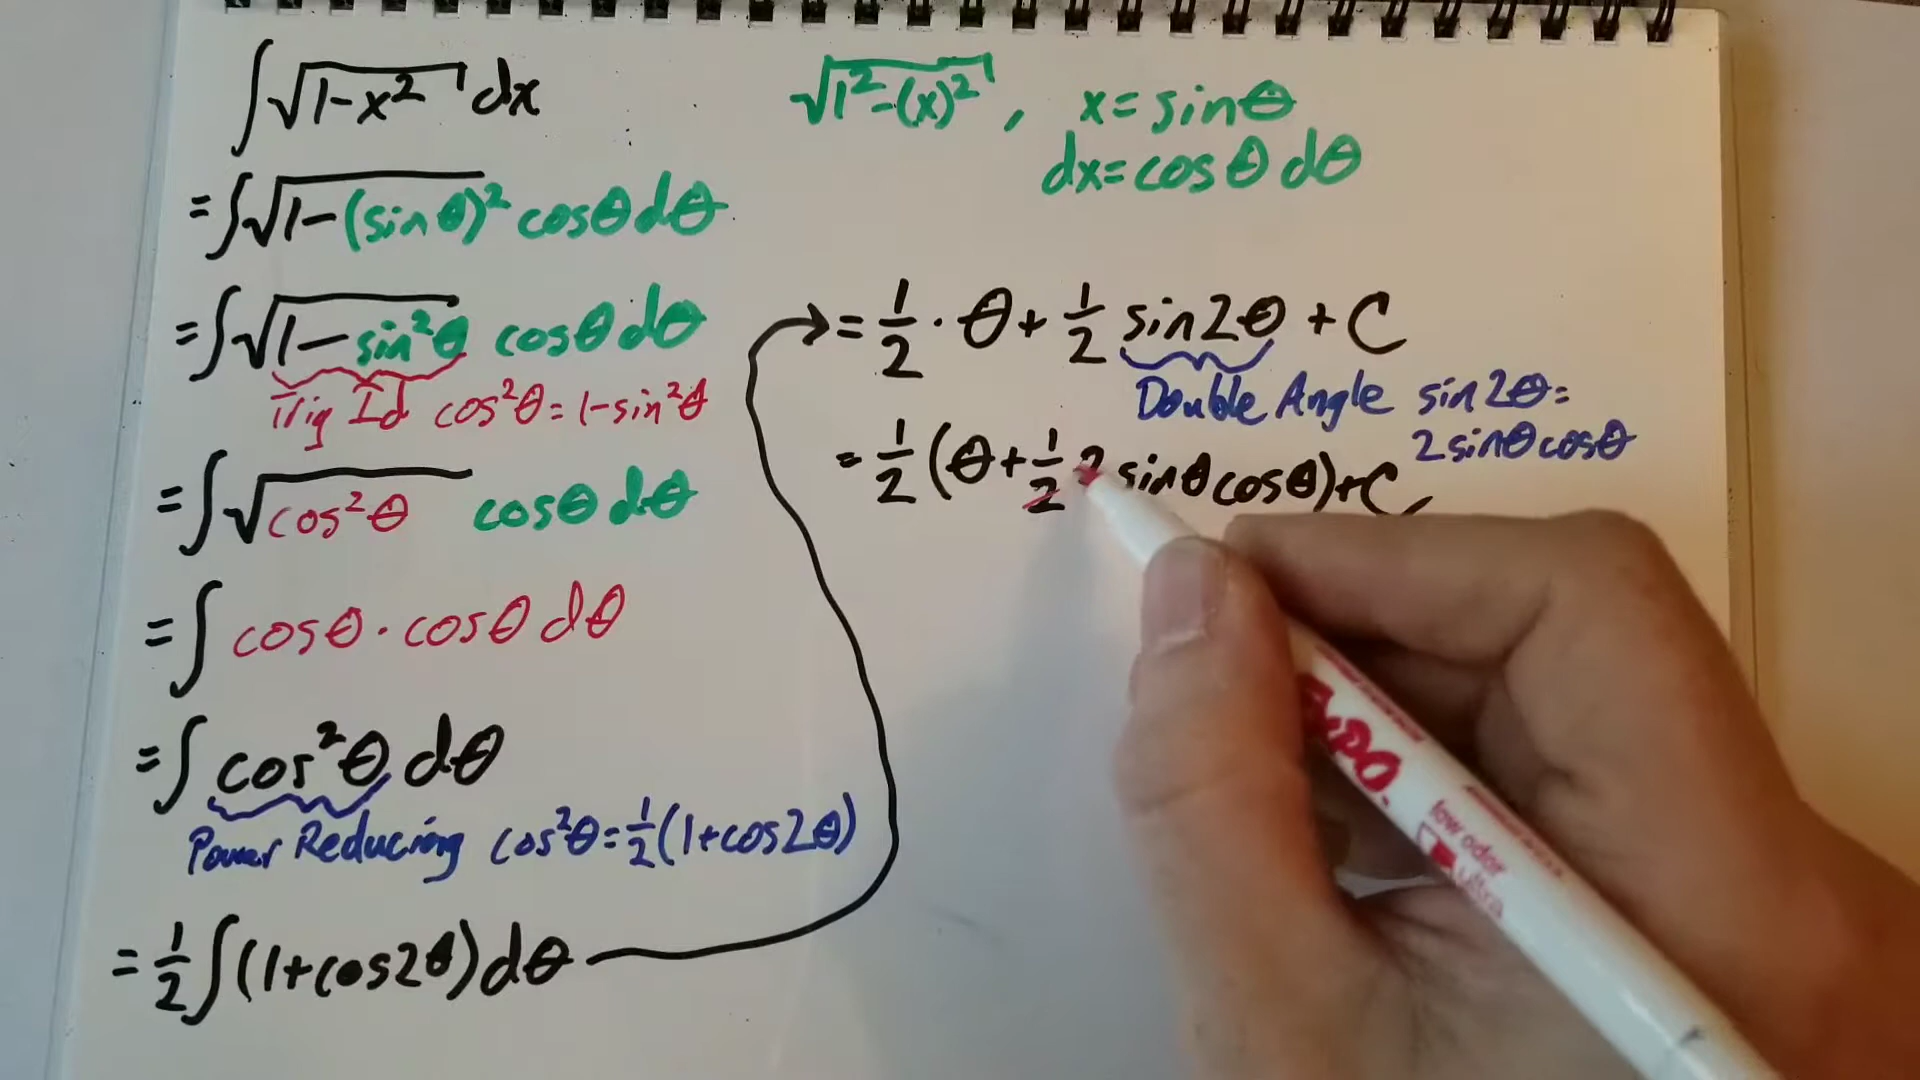 ∫√(1-x²) dx
= ∫√(1-(sinθ)²) cosθ dθ
= ∫√(1-sin²θ) cosθ dθ
Trig Id cos²θ = 1-sin²θ
= ∫√(cos²θ) cosθ dθ
= ∫ cosθ · cosθ dθ
= ∫ cos²θ dθ
Power Reducing cos²θ = 1/2 (1+cos2θ)
= 1/2 ∫(1+cos2θ) dθ
√(1²-(x)²) , x = sinθ
dx = cosθ dθ
= 1/2 · θ + 1/2 sin2θ + C
Double Angle sin2θ =
2sinθcosθ
= 1/2 (θ + 1/2 2 sinθcosθ) + C
EXPO.
low odor
ultra